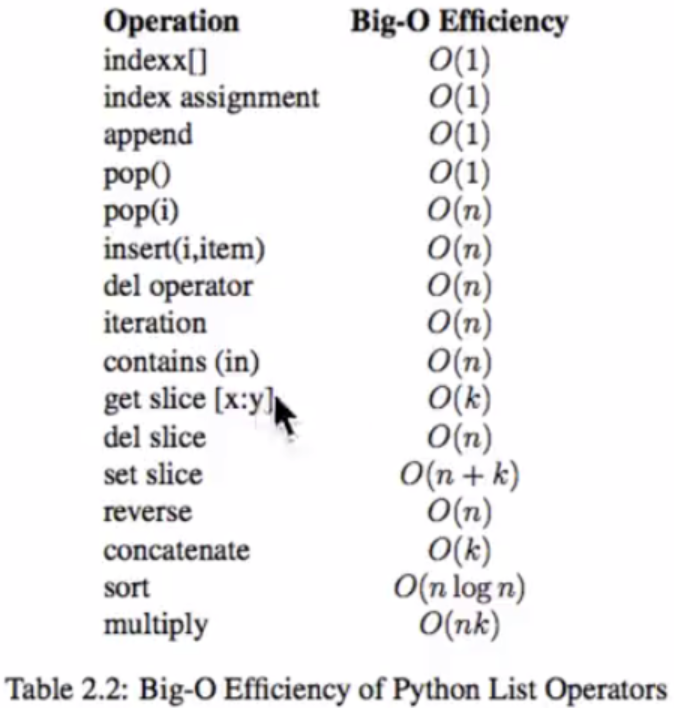 Operation Big-O Efficiency
indexx[] O(1)
index assignment O(1)
append O(1)
pop() O(1)
pop(i) O(n)
insert(i,item) O(n)
del operator O(n)
iteration O(n)
contains (in) O(n)
get slice [x:y] O(k)
del slice O(n)
set slice O(n + k)
reverse O(n)
concatenate O(k)
sort O(n log n)
multiply O(nk)
Table 2.2: Big-O Efficiency of Python List Operators